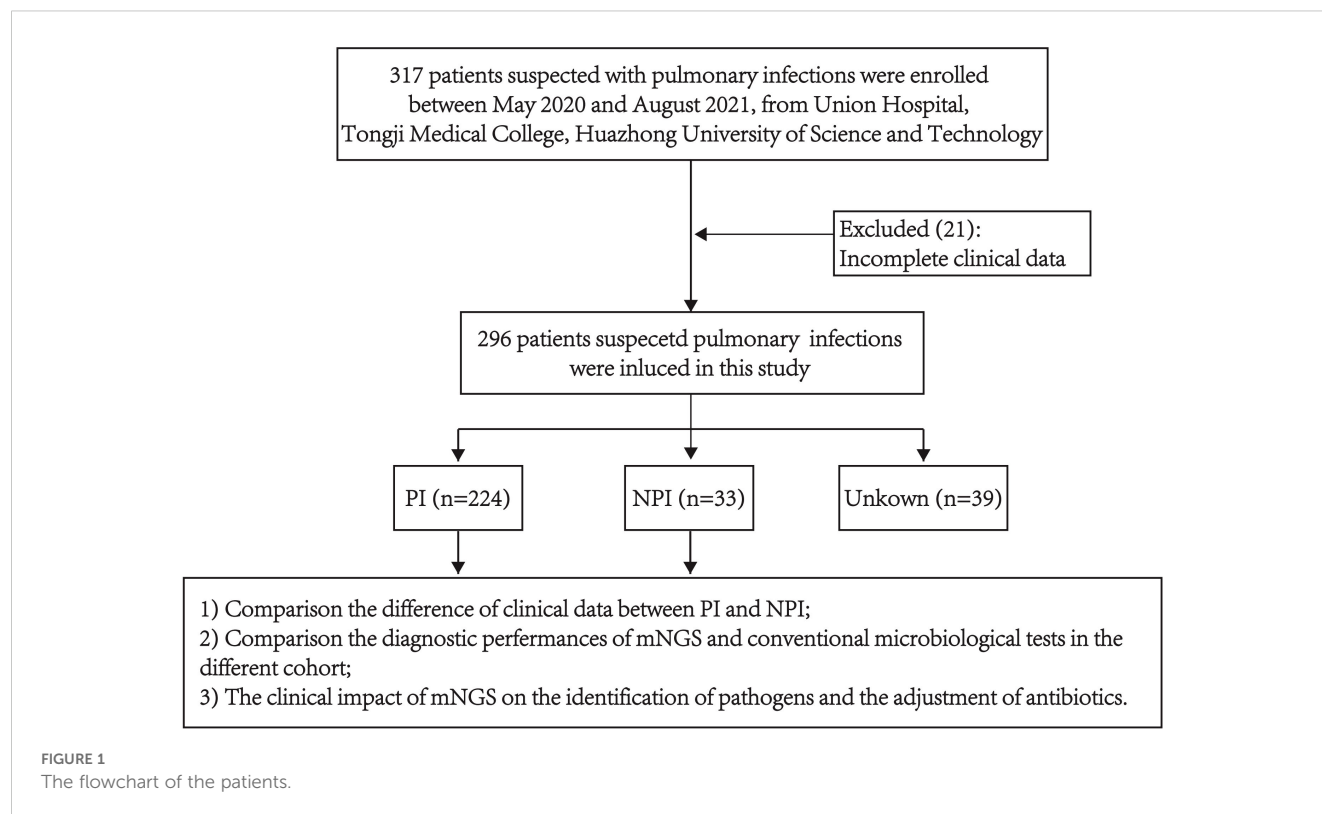 317 patients suspected with pulmonary infections were enrolled
between May 2020 and August 2021, from Union Hospital,
Tongji Medical College, Huazhong University of Science and Technology
Excluded (21):
Incomplete clinical data
296 patients suspecetd pulmonary infections
were inluced in this study
PI (n=224)
NPI (n=33)
Unkown (n=39)
1) Comparison the difference of clinical data between PI and NPI;
2) Comparison the diagnostic perfermances of mNGS and conventional microbiological tests in the
different cohort;
3) The clinical impact of mNGS on the identification of pathogens and the adjustment of antibiotics.
FIGURE 1
The flowchart of the patients.